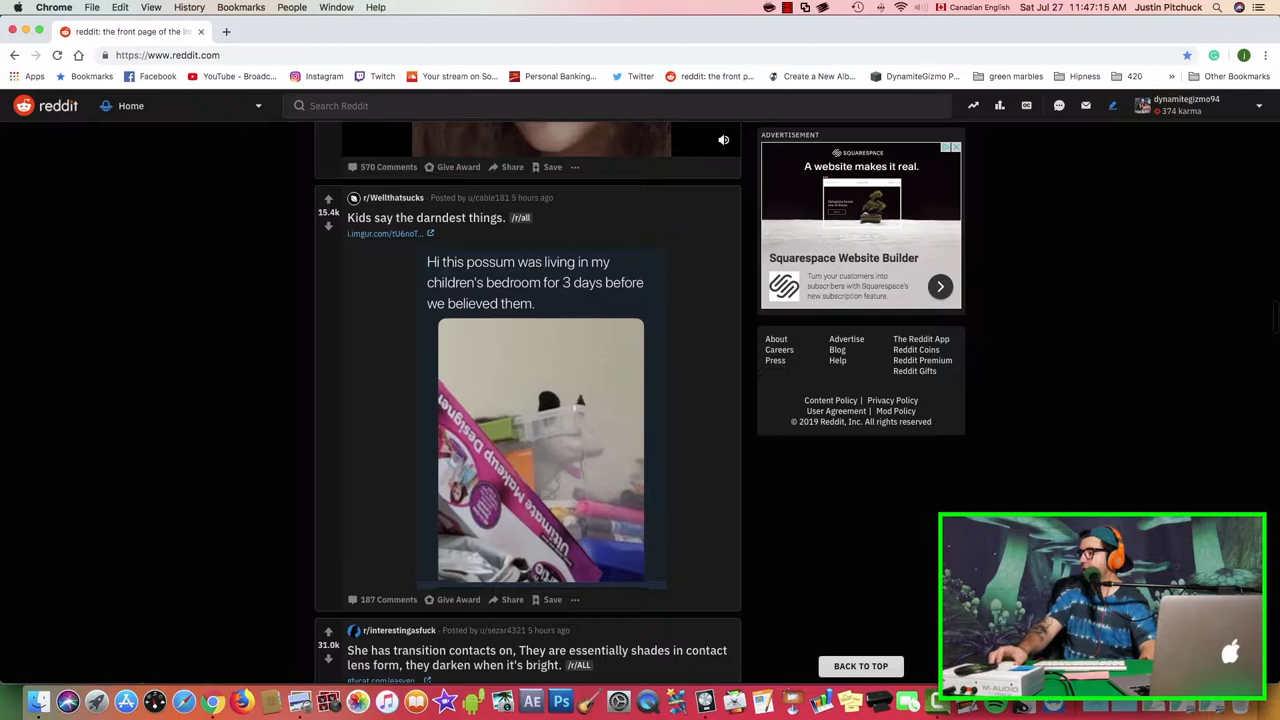 Chrome File Edit View History Bookmarks People Window Help Canadian English Sat Jul 27 11:47:15 AM Justin Pitchuck
reddit: the front page of the in
https://www.reddit.com
Apps Bookmarks Facebook YouTube - Broadc... Instagram Twitch Your stream on So... Personal Banking... Twitter reddit: the front p... Create a New Alb... DynamiteGizmo P... green marbles Hipness 420 » Other Bookmarks
reddit Home Search Reddit dynamitegizmo94
374 karma
570 Comments Give Award Share Save
r/Wellthatsucks Posted by u/cable181 5 hours ago
15.4k
Kids say the darndest things. /r/all
i.imgur.com/tU6noT...
Hi this possum was living in my
children's bedroom for 3 days before
we believed them.
Ultimate Makeup Designer
187 Comments Give Award Share Save
r/interestingasfuck Posted by u/sezar4321 5 hours ago
31.0k
She has transition contacts on, They are essentially shades in contact
lens form, they darken when it's bright. /r/ALL
gfycat.com/easygo...
ADVERTISEMENT
SQUARESPACE
A website makes it real.
Squarespace Website Builder
Turn your customers into
subscribers with Squarespace's
new subscription feature.
About Advertise The Reddit App
Careers Blog Reddit Coins
Press Help Reddit Premium
Reddit Gifts
Content Policy | Privacy Policy
User Agreement | Mod Policy
© 2019 Reddit, Inc. All rights reserved
BACK TO TOP
M-AUDIO
AE Ps